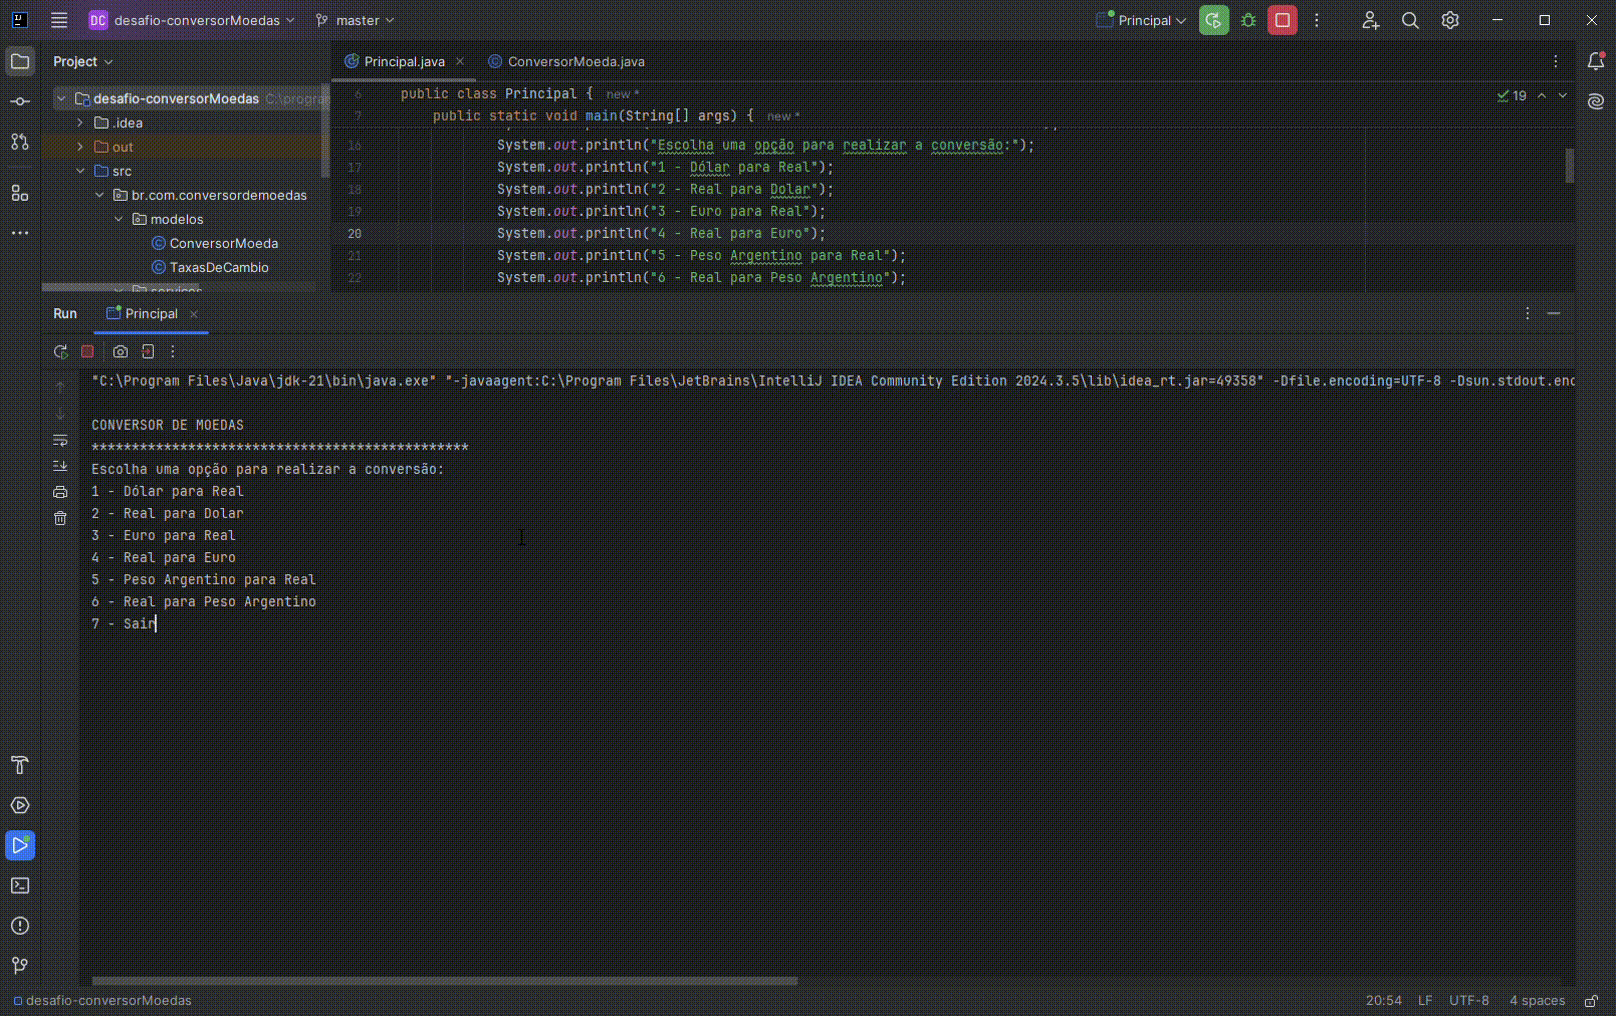 DC desafio-conversorMoedas master Principal
Project
Principal.java ConversorMoeda.java
desafio-conversorMoedas C:\program
.idea
out
src
br.com.conversordemoedas
modelos
ConversorMoeda
TaxasDeCambio
6 public class Principal { new *
7 public static void main(String[] args) { new *
19
16 System.out.println("Escolha uma opção para realizar a conversão:");
17 System.out.println("1 - Dólar para Real");
18 System.out.println("2 - Real para Dolar");
19 System.out.println("3 - Euro para Real");
20 System.out.println("4 - Real para Euro");
21 System.out.println("5 - Peso Argentino para Real");
22 System.out.println("6 - Real para Peso Argentino");
Run Principal
"C:\Program Files\Java\jdk-21\bin\java.exe" "-javaagent:C:\Program Files\JetBrains\IntelliJ IDEA Community Edition 2024.3.5\lib\idea_rt.jar=49358" -Dfile.encoding=UTF-8 -Dsun.stdout.enc
CONVERSOR DE MOEDAS
***********************************************
Escolha uma opção para realizar a conversão:
1 - Dólar para Real
2 - Real para Dolar
3 - Euro para Real
4 - Real para Euro
5 - Peso Argentino para Real
6 - Real para Peso Argentino
7 - Sair
desafio-conversorMoedas 20:54 LF UTF-8 4 spaces